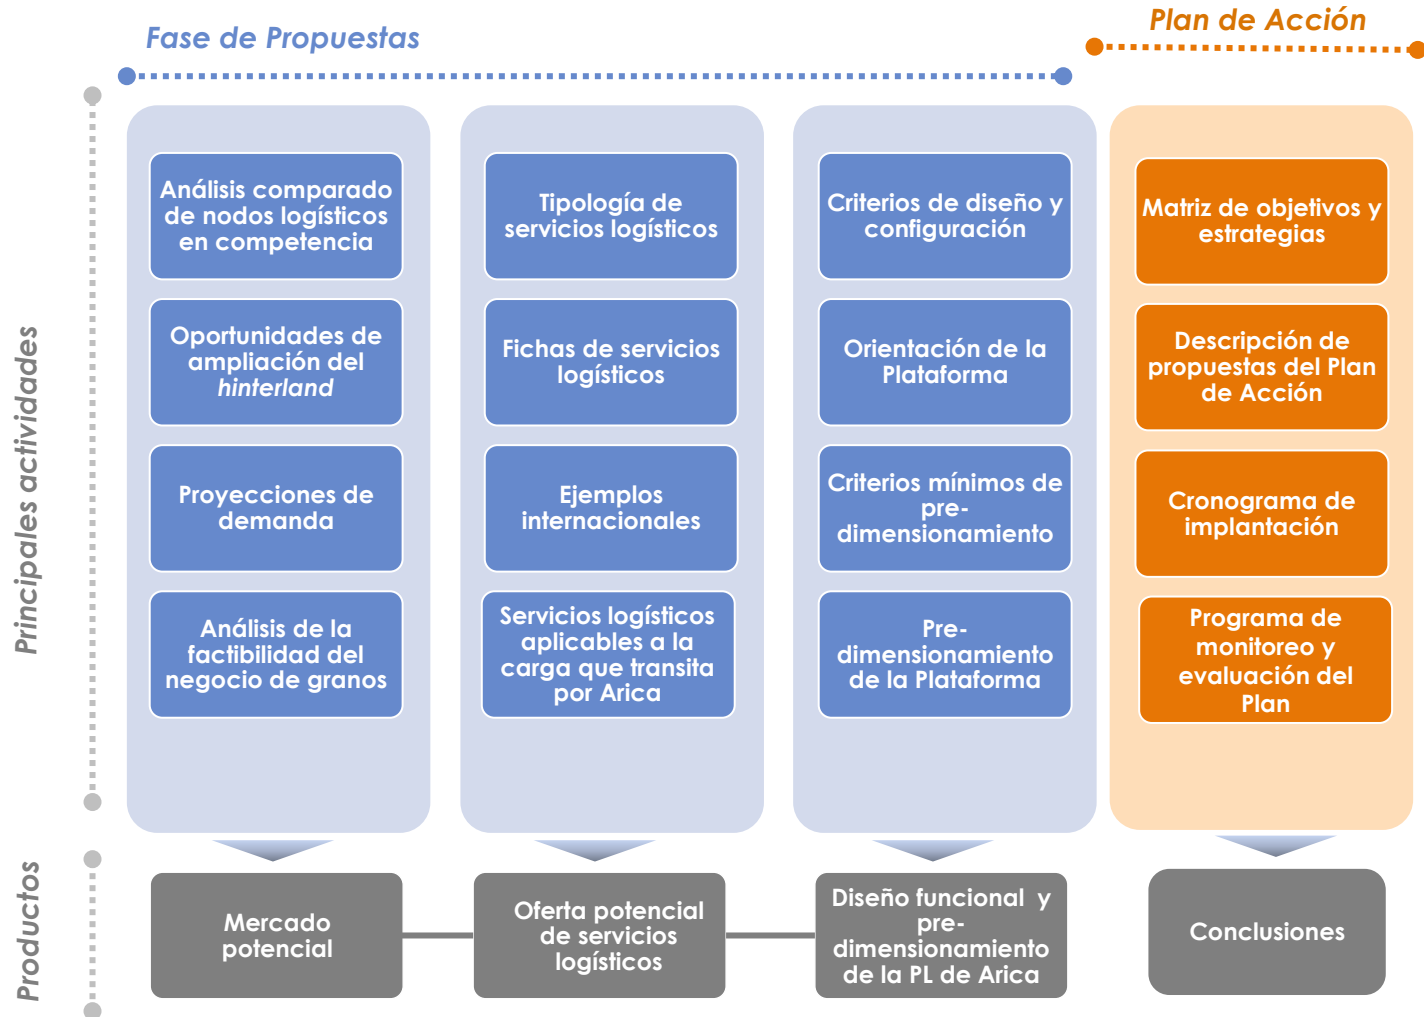 Fase de Propuestas
Plan de Acción
Principales actividades
Análisis comparado
de nodos logísticos
en competencia
Oportunidades de
ampliación del
hinterland
Proyecciones de
demanda
Análisis de la
factibilidad del
negocio de granos
Tipología de
servicios logísticos
Fichas de servicios
logísticos
Ejemplos
internacionales
Servicios logísticos
aplicables a la
carga que transita
por Arica
Criterios de diseño y
configuración
Orientación de la
Plataforma
Criterios mínimos de
pre-
dimensionamiento
Pre-
dimensionamiento
de la Plataforma
Matriz de objetivos y
estrategias
Descripción de
propuestas del Plan
de Acción
Cronograma de
implantación
Programa de
monitoreo y
evaluación del
Plan
Productos
Mercado
potencial
Oferta potencial
de servicios
logísticos
Diseño funcional y
pre-
dimensionamiento
de la PL de Arica
Conclusiones